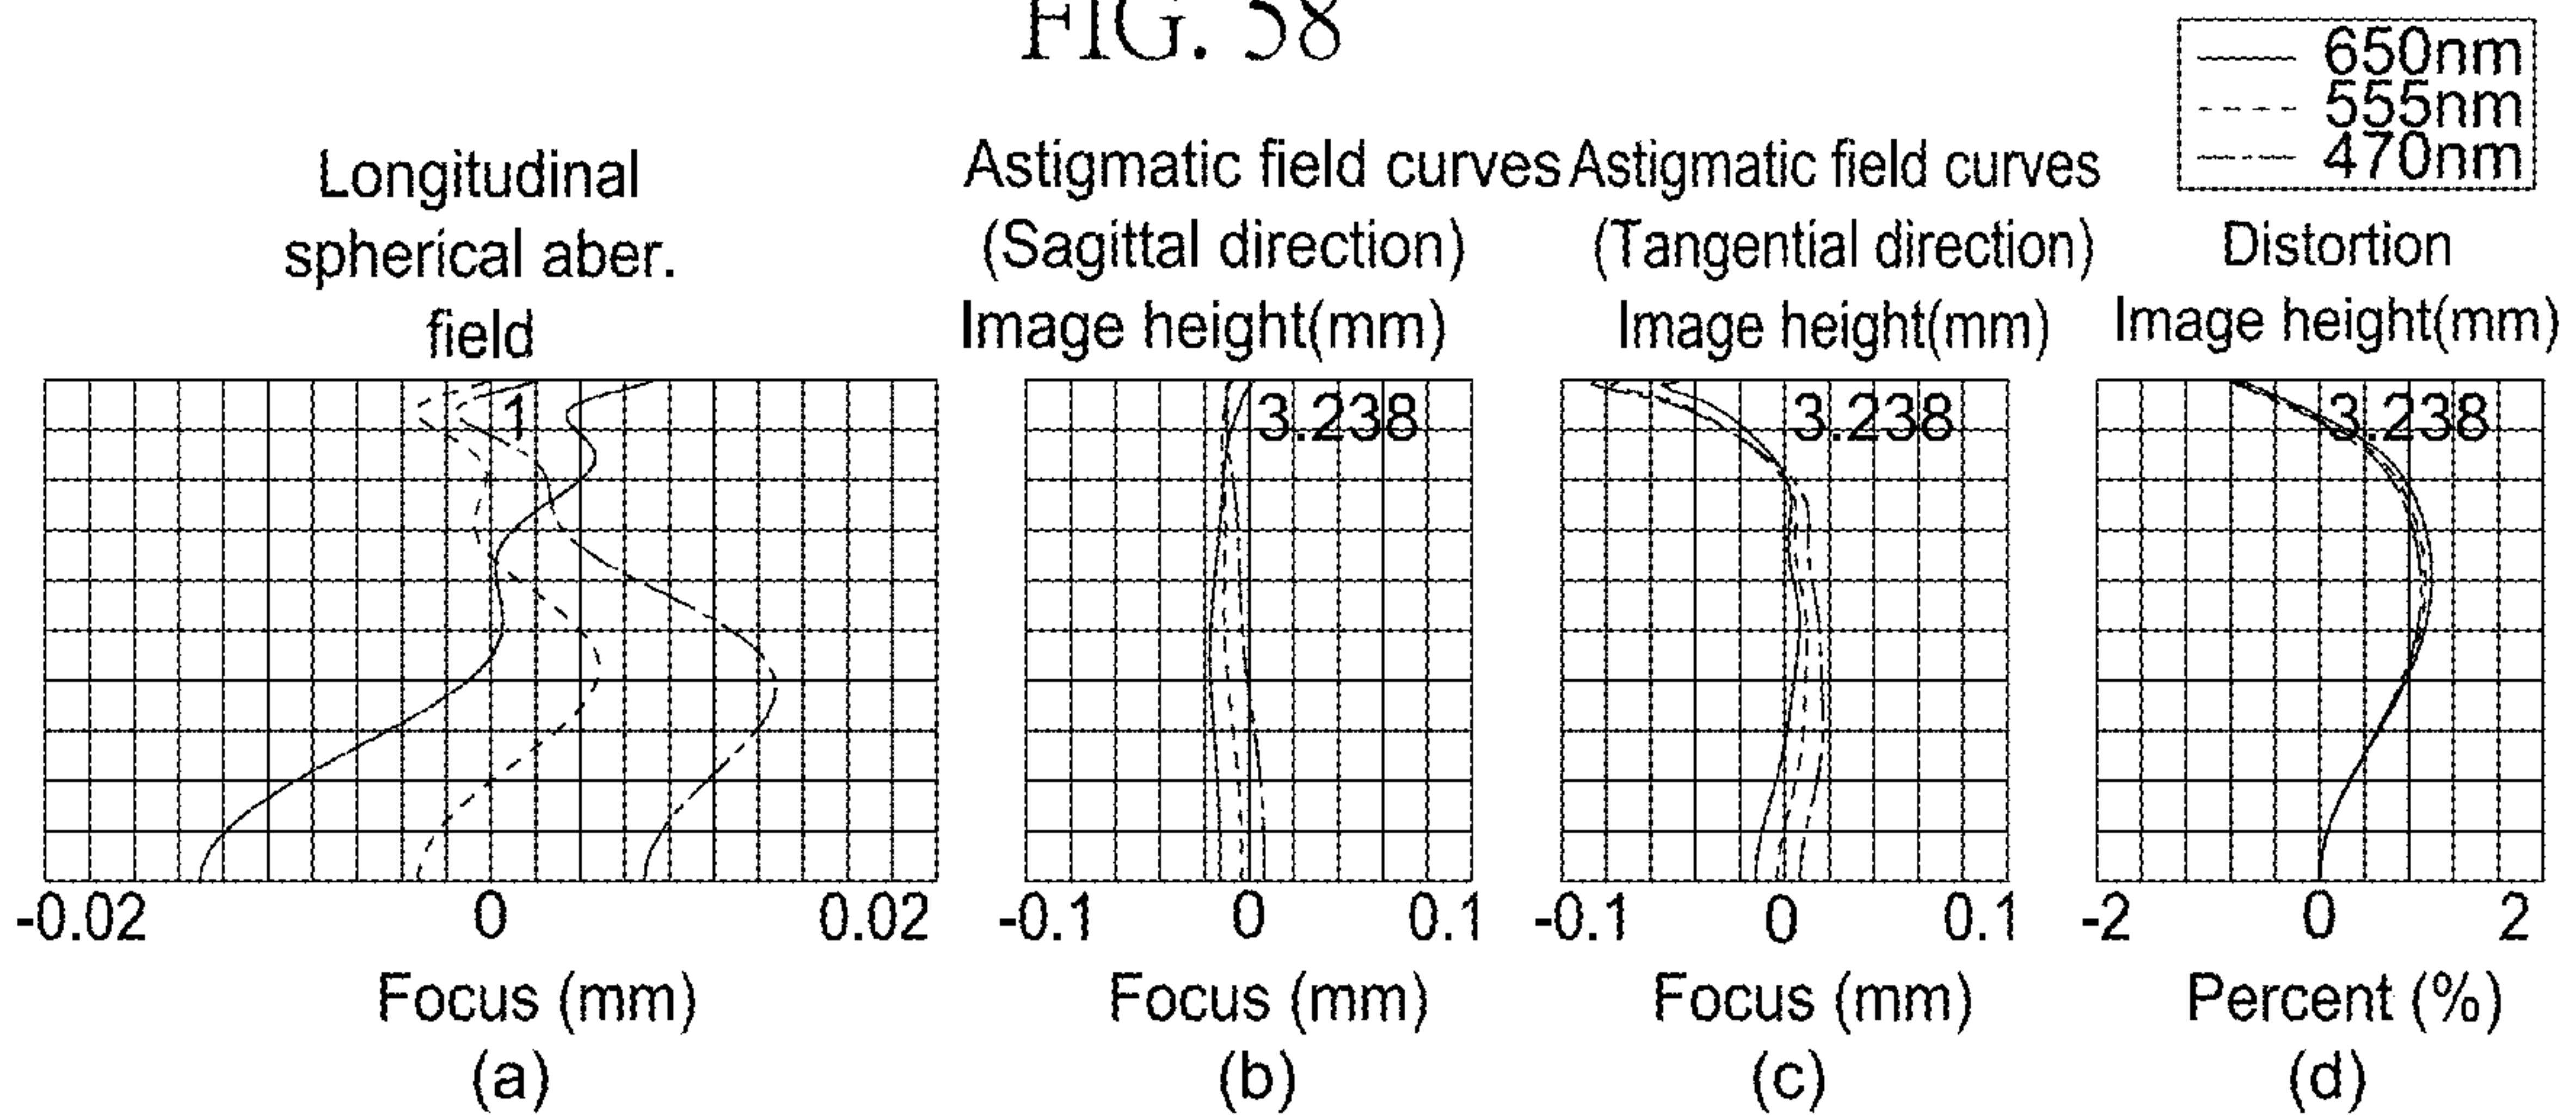 FIG. 58
650nm
555nm
470nm
Longitudinal
spherical aber.
field
Astigmatic field curves
(Sagittal direction)
Image height(mm)
Astigmatic field curves
(Tangential direction)
Image height(mm)
Distortion
Image height(mm)
1
3.238
3.238
3.238
-0.02 0 0.02
-0.1 0 0.1
-0.1 0 0.1
-2 0 2
Focus (mm)
Focus (mm)
Focus (mm)
Percent (%)
(a)
(b)
(c)
(d)